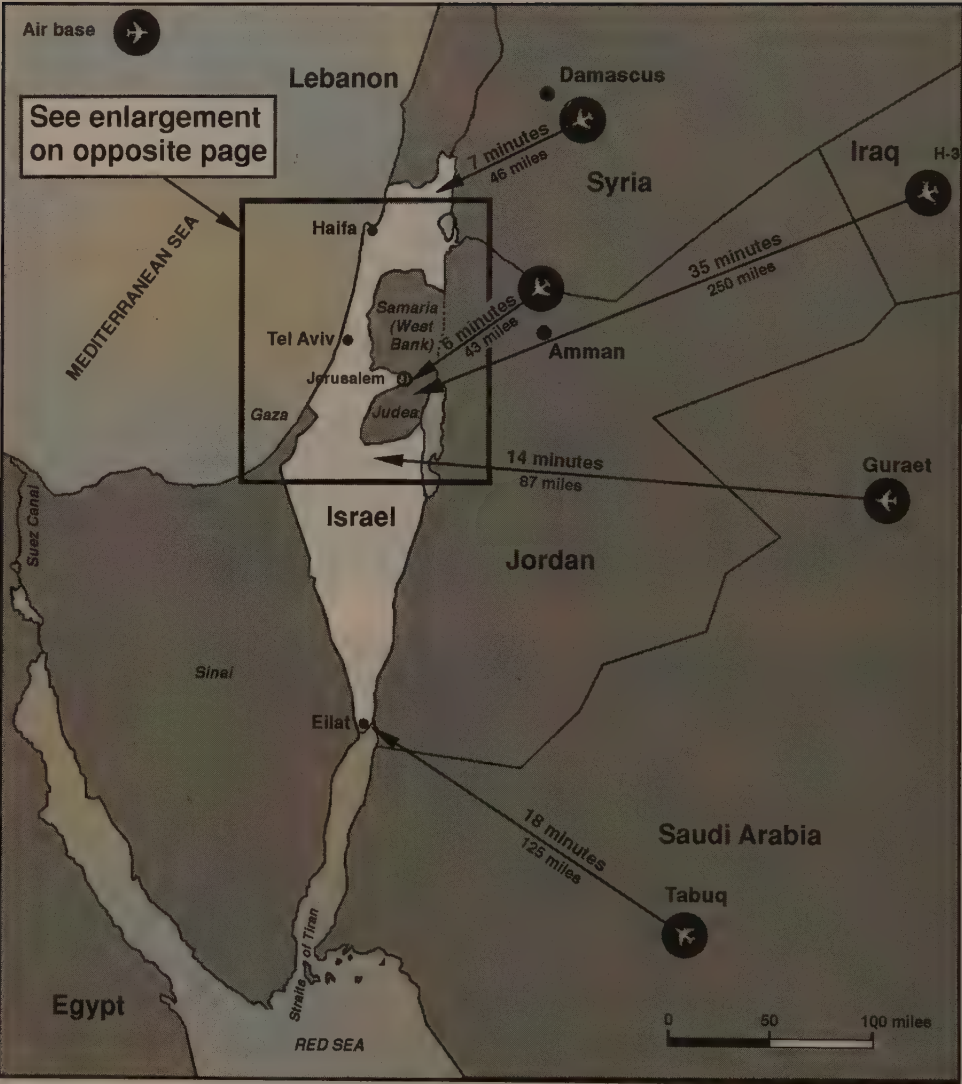 Air base
Lebanon
Damascus
See enlargement
on opposite page
7 minutes
46 miles
Syria
Iraq
H-3
MEDITERRANEAN SEA
Haifa
35 minutes
250 miles
Samaria
(West
Bank)
6 minutes
43 miles
Tel Aviv
Amman
Jerusalem
Gaza
Judea
14 minutes
87 miles
Guraet
Suez Canal
Israel
Jordan
Sinai
Eilat
18 minutes
125 miles
Saudi Arabia
Tabuq
Straits of Tiran
Egypt
RED SEA
0 50 100 miles